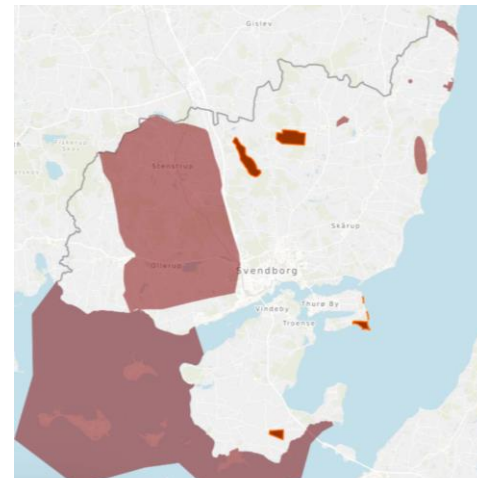 Gislev
Stenstrup
Skårup
Ollerup
Svendborg
Thurø By
Vindeby
Troense